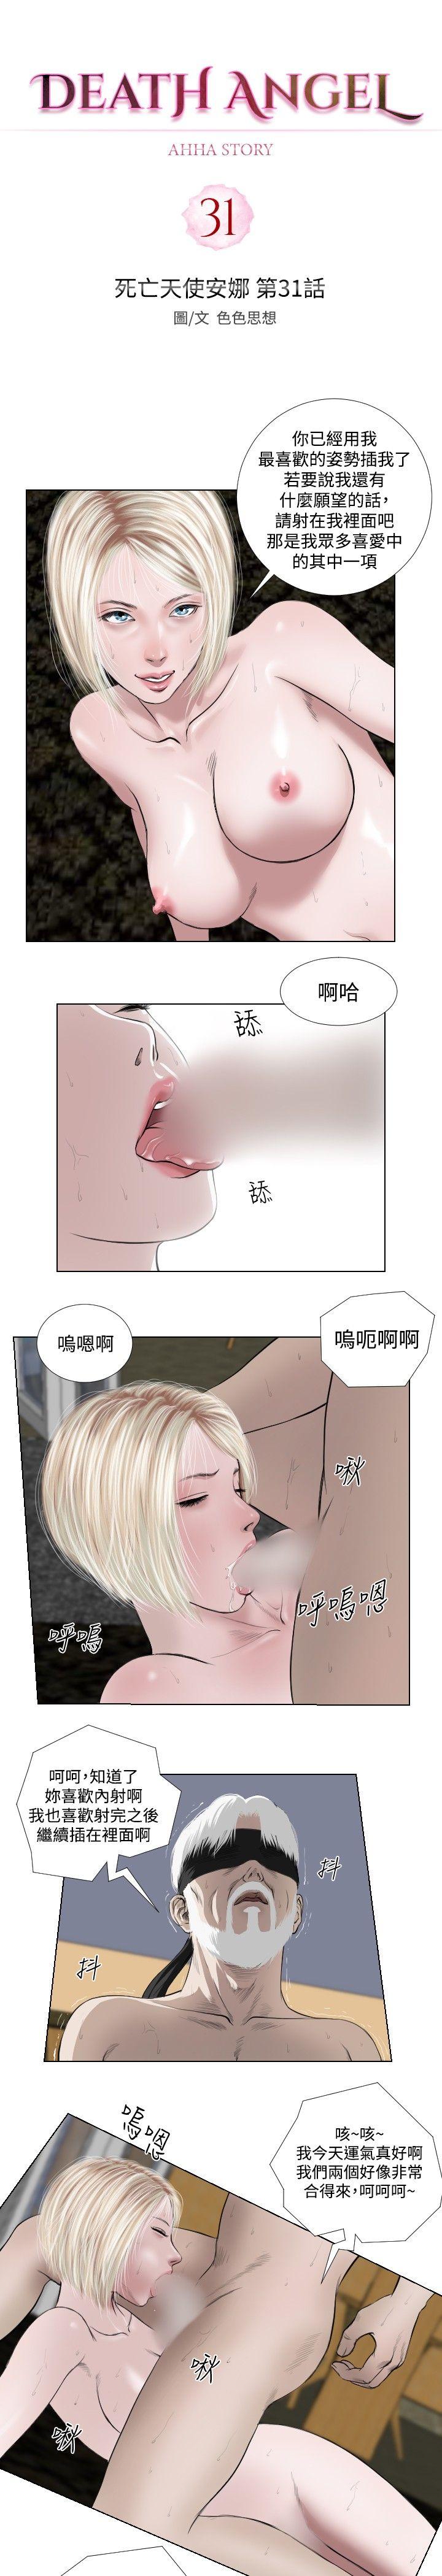 DEATH ANGEL
AHHA STORY
31
死亡天使安娜 第31話
圖/文 色色思想
你已經用我
最喜歡的姿勢插我了
若要說我還有
什麼願望的話,
請射在我裡面吧
那是我眾多喜愛中
的其中一項
啊哈
舔
舔
嗚嗯啊
嗚呃啊啊
啾
呼嗚嗯
呼嗚
呵呵,知道了
妳喜歡內射啊
我也喜歡射完之後
繼續插在裡面啊
抖
抖
嗚嗯
咳~咳~
我今天運氣真好啊
我們兩個好像非常
合得來,呵呵呵~
啾
啾